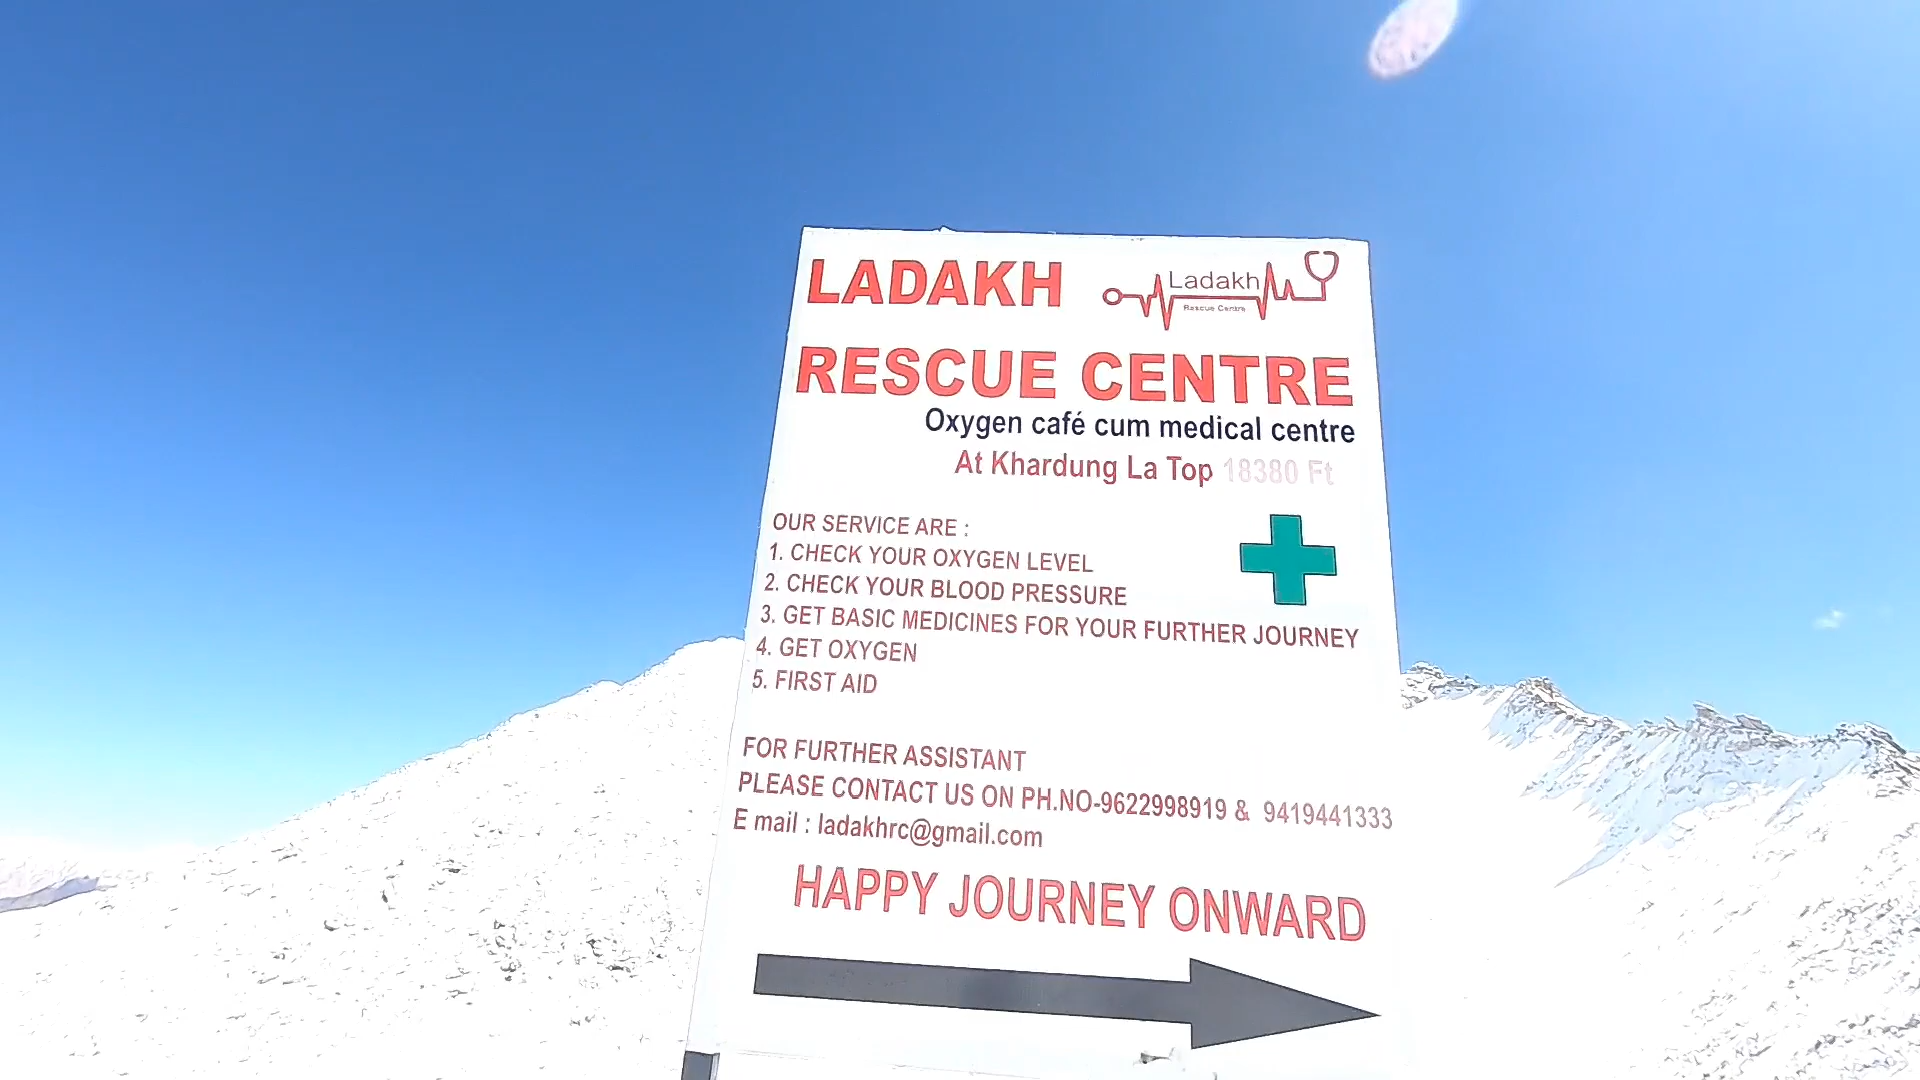 LADAKH
Ladakh
Rescue Centre
RESCUE CENTRE
Oxygen café cum medical centre
At Khardung La Top 18380 Ft
OUR SERVICE ARE :
1. CHECK YOUR OXYGEN LEVEL
2. CHECK YOUR BLOOD PRESSURE
3. GET BASIC MEDICINES FOR YOUR FURTHER JOURNEY
4. GET OXYGEN
5. FIRST AID
FOR FURTHER ASSISTANT
PLEASE CONTACT US ON PH.NO-9622998919 & 9419441333
E mail : ladakhrc@gmail.com
HAPPY JOURNEY ONWARD